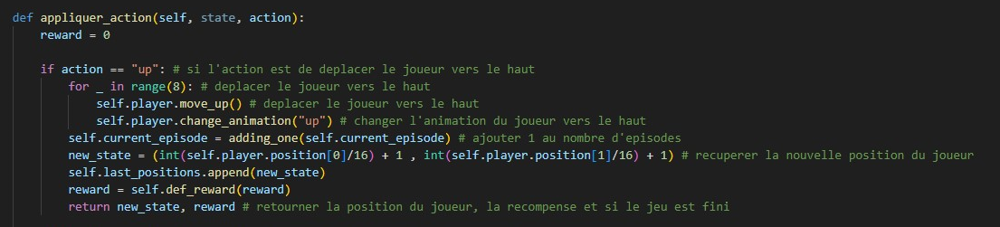 def appliquer_action(self, state, action):
    reward = 0

    if action == "up": # si l'action est de deplacer le joueur vers le haut
        for _ in range(8): # deplacer le joueur vers le haut
            self.player.move_up() # deplacer le joueur vers le haut
            self.player.change_animation("up") # changer l'animation du joueur vers le haut
        self.current_episode = adding_one(self.current_episode) # ajouter 1 au nombre d'episodes
        new_state = (int(self.player.position[0]/16) + 1 , int(self.player.position[1]/16) + 1) # recuperer la nouvelle position du joueur
        self.last_positions.append(new_state)
        reward = self.def_reward(reward)
        return new_state, reward # retourner la position du joueur, la recompense et si le jeu est fini